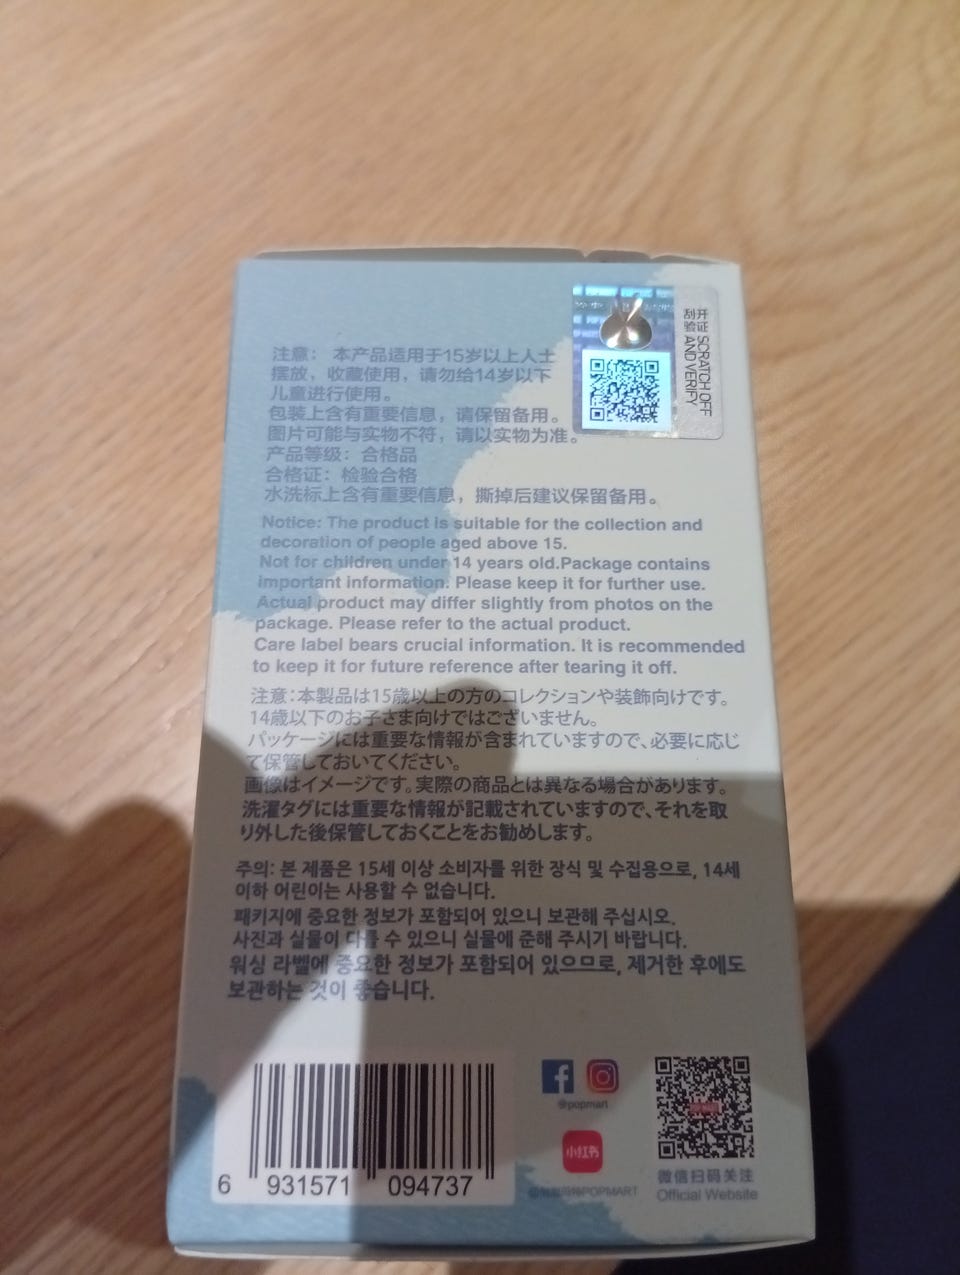 注意： 本产品适用于15岁以上人士
摆放，收藏使用，请勿给14岁以下
儿童进行使用。
包装上含有重要信息，请保留备用。
图片可能与实物不符，请以实物为准。
产品等级：合格品
合格证：检验合格
水洗标上含有重要信息，撕掉后建议保留备用。
刮开
验证
SCRATCH OFF
AND VERIFY
Notice: The product is suitable for the collection and
decoration of people aged above 15.
Not for children under 14 years old.Package contains
important information. Please keep it for further use.
Actual product may differ slightly from photos on the
package. Please refer to the actual product.
Care label bears crucial information. It is recommended
to keep it for future reference after tearing it off.
注意：本製品は15歳以上の方のコレクションや装飾向けです。
14歳以下のお子さま向けではございません。
パッケージには重要な情報が含まれていますので、必要に応じ
て保管しておいてください。
画像はイメージです。実際の商品とは異なる場合があります。
洗濯タグには重要な情報が記載されていますので、それを取
り外した後保管しておくことをお勧めします。
주의: 본 제품은 15세 이상 소비자를 위한 장식 및 수집용으로, 14세
이하 어린이는 사용할 수 없습니다.
패키지에 중요한 정보가 포함되어 있으니 보관해 주십시오.
사진과 실물이 다를 수 있으니 실물에 준해 주시기 바랍니다.
워싱 라벨에 중요한 정보가 포함되어 있으므로, 제거한 후에도
보관하는 것이 좋습니다.
6 931571 094737
@popmart
小红书
POPMART
微信扫码关注
Official Website